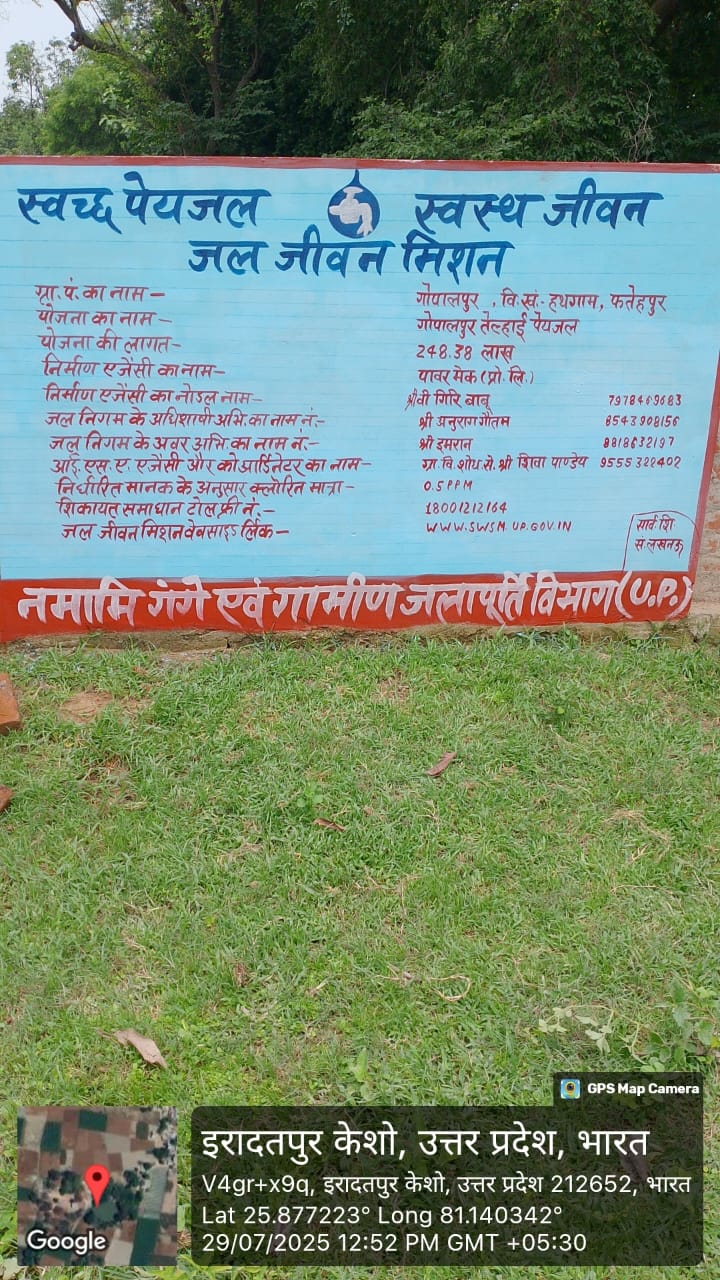 स्वच्छ पेयजल स्वस्थ जीवन
जल जीवन मिशन
ग्रा.पं.का नाम – गोपालपुर , वि.खं:- हथगाम, फतेहपुर
योजना का नाम – गोपालपुर तेल्हाई पेयजल
योजना की लागत- 248.38 लाख
निर्माण एजेंसी का नाम- पावर मेक (प्रो.लि.)
निर्माण एजेंसी का नोडल नाम- श्री वी गिरि बाबू 7978469683
जल निगम के अधिशाषी अभि.का नाम नं:- श्री अनुराग गौतम 8543908156
जल निगम के अवर अभि.का नाम नं:- श्री इमरान 8818632197
आई.एस.ए. एजेंसी और कोआर्डिनेटर का नाम- ग्रा.वि.शोध.से.श्री शिवा पाण्डेय 9555322402
निर्धारित मानक के अनुसार क्लोरिन मात्रा- 0.5 PPM
शिकायत समाधान टोल फ्री नं.- 18001212164
जल जीवन मिशन वेबसाइड लिंक- WWW.SWSM.UP.GOV.IN
सार्व.शि
सं.लखनऊ
नमामि गंगे एवं ग्रामीण जलापूर्ति विभाग (U.P.)
GPS Map Camera
इरादतपुर केशो, उत्तर प्रदेश, भारत
V4gr+x9q, इरादतपुर केशो, उत्तर प्रदेश 212652, भारत
Lat 25.877223° Long 81.140342°
29/07/2025 12:52 PM GMT +05:30
Google